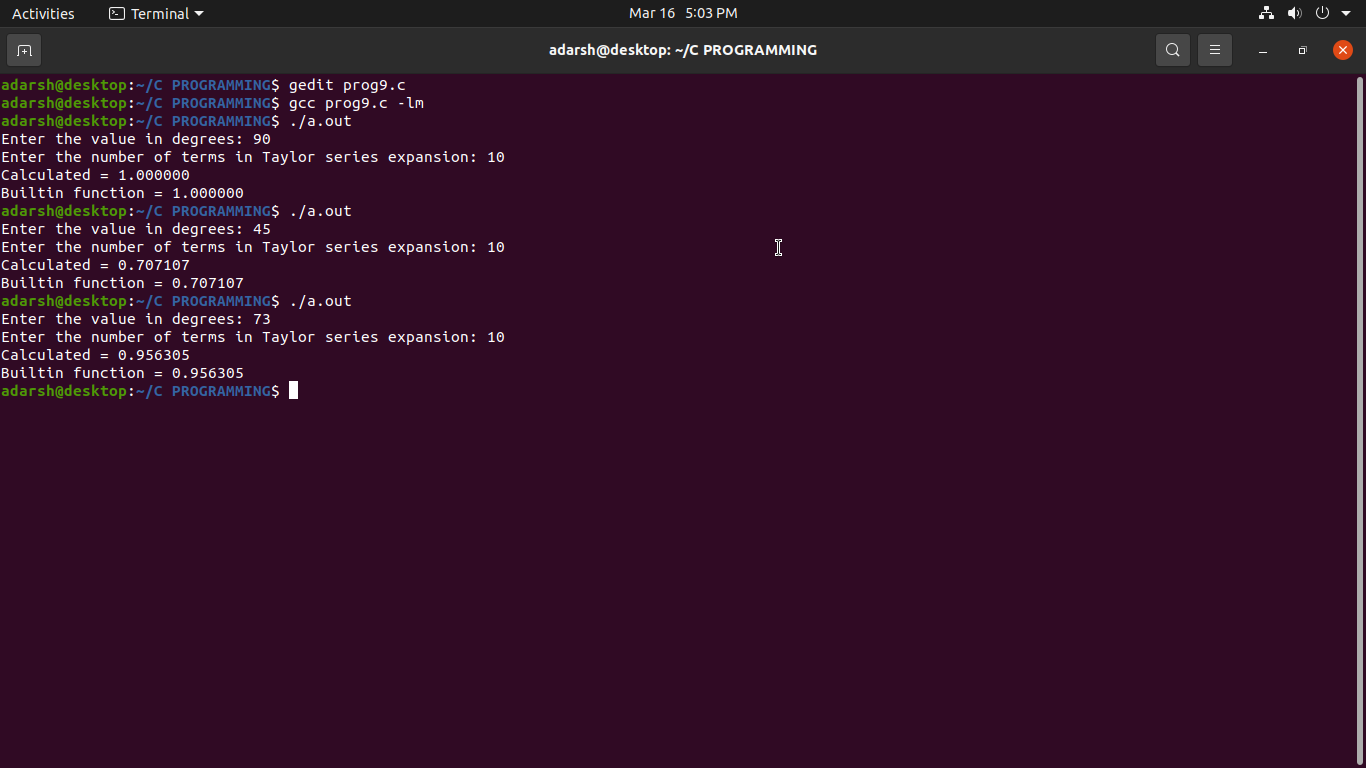 Activities
Terminal
Mar 16 5:03 PM
adarsh@desktop: ~/C PROGRAMMING
adarsh@desktop:~/C PROGRAMMING$ gedit prog9.c
adarsh@desktop:~/C PROGRAMMING$ gcc prog9.c -lm
adarsh@desktop:~/C PROGRAMMING$ ./a.out
Enter the value in degrees: 90
Enter the number of terms in Taylor series expansion: 10
Calculated = 1.000000
Builtin function = 1.000000
adarsh@desktop:~/C PROGRAMMING$ ./a.out
Enter the value in degrees: 45
Enter the number of terms in Taylor series expansion: 10
Calculated = 0.707107
Builtin function = 0.707107
adarsh@desktop:~/C PROGRAMMING$ ./a.out
Enter the value in degrees: 73
Enter the number of terms in Taylor series expansion: 10
Calculated = 0.956305
Builtin function = 0.956305
adarsh@desktop:~/C PROGRAMMING$